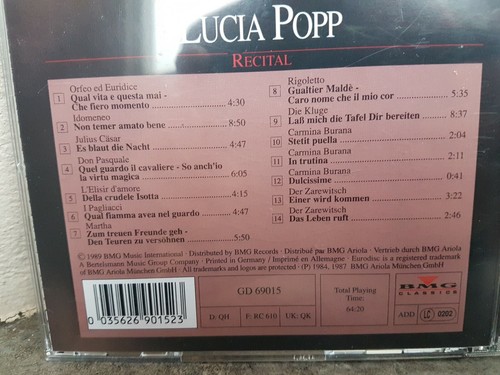 LUCIA POPP
RECITAL
Orfeo ed Euridice
1 Qual vita e questa mai -
Che fiero momento 4:30
Idomeneo
2 Non temer amato bene 8:50
Julius Cäsar
3 Es blaut die Nacht 4:47
Don Pasquale
4 Quel guardo il cavaliere - So anch'io
la virtu magica 6:05
L'Elisir d'amore
5 Della crudele Isotta 4:15
I Pagliacci
6 Qual fiamma avea nel guardo 4:47
Martha
7 Zum treuen Freunde geh -
Den Teuren zu versöhnen 5:50
Rigoletto
8 Gualtier Maldè -
Caro nome che il mio cor 5:35
Die Kluge
9 Laß mich die Tafel Dir bereiten 8:37
Carmina Burana
10 Stetit puella 2:04
Carmina Burana
11 In trutina 2:11
Carmina Burana
12 Dulcissime 0:41
Der Zarewitsch
13 Einer wird kommen 3:22
Der Zarewitsch
14 Das Leben ruft 2:46
© 1989 BMG Music International · Distributed by BMG Records · Distribué par BMG Ariola · Vertrieb durch BMG Ariola
A Bertelsmann Music Group Company · Printed in Germany / Imprimé en Allemagne · Eurodisc is a registered trademark of
BMG Ariola München GmbH · All trademarks and logos are protected · (P) 1984, 1987 BMG Ariola München GmbH
0 035626 901523
GD 69015
D: QH
F: RC 610
UK: QK
Total Playing
Time:
64:20
BMG
CLASSICS
ADD
LC 0202